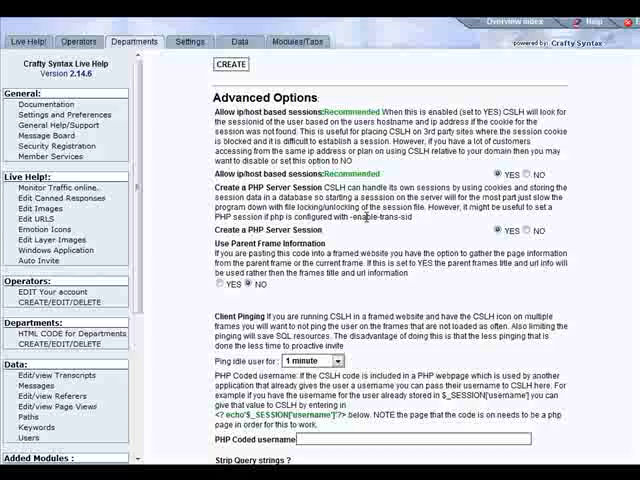 Overview index Help
Live Help! Operators Departments Settings Data Modules/Tabs
powered by: Crafty Syntax
Crafty Syntax Live Help
Version 2.14.6
General:
Documentation
Settings and Preferences
General Help/Support
Message Board
Security Registration
Member Services
Live Help!:
Monitor Traffic online..
Edit Canned Responses
Edit Images
Edit URLS
Emotion Icons
Edit Layer Images
Windows Application
Auto Invite
Operators:
EDIT Your account
CREATE/EDIT/DELETE
Departments:
HTML CODE for Departments
CREATE/EDIT/DELETE
Data:
Edit/view Transcripts
Messages
Edit/view Referers
Edit/view Page Views
Paths
Keywords
Users
Added Modules :
CREATE
Advanced Options:
Allow ip/host based sessions:Recommended When this is enabled (set to YES) CSLH will look for
the sessionid of the user based on the users hostname and ip address if the cookie for the
session was not found. This is useful for placing CSLH on 3rd party sites where the session cookie
is blocked and it is difficult to establish a session. However, if you have a lot of customers
accessing from the same ip address or plan on using CSLH relative to your domain then you may
want to disable or set this option to NO
Allow ip/host based sessions:Recommended YES NO
Create a PHP Server Session CSLH can handle its own sessions by using cookies and storing the
session data in a database so starting a sesssion on the server will for the most part just slow the
program down with file locking/unlocking of the session file. However, it might be useful to set a
PHP session if php is configured with -enable-trans-sid
Create a PHP Server Session YES NO
Use Parent Frame Information
If you are pasting this code into a framed website you have the option to gather the page information
from the parent frame or the current frame. If this is set to YES the parent frames title and url info will
be used rather then the frames title and url information
YES NO
Client Pinging If you are running CSLH in a framed website and have the CSLH icon on multiple
frames you will want to not ping the user on the frames that are not loaded as often. Also limiting the
pinging will save SQL resources. The disadvantage of doing this is that the less pinging that is
done the less time to proactive invite
Ping idle user for : 1 minute
PHP Coded username: If the CSLH code is included in a PHP webpage which is used by another
application that already gives the user a username you can pass their username to CSLH here. For
example if you have the username for the user already stored in $_SESSION['username'] you can
give that value to CSLH by entering in
<? echo'$_SESSION['username']'?> below. NOTE the page that the code is on needs to be a php
page in order for this to work.
PHP Coded username
Strip Query strings ?